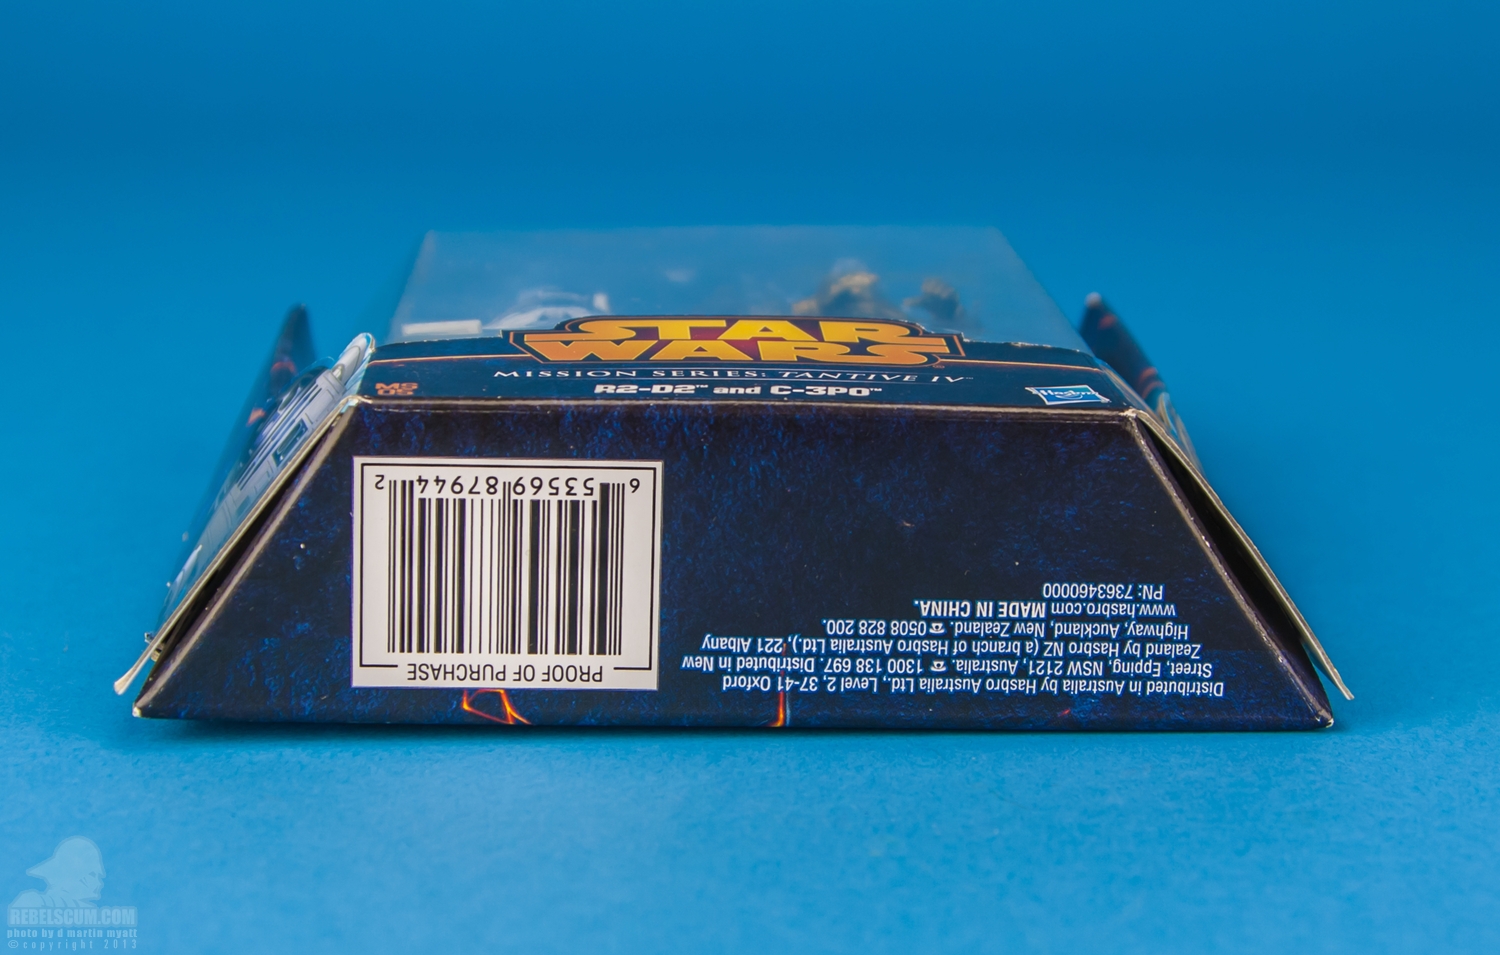 STAR
WARS
MISSION SERIES: TANTIVE IV™
R2-D2™ and C-3PO™
MS
05
Hasbro
PROOF OF PURCHASE
6 53569 87944 2
Distributed in Australia by Hasbro Australia Ltd., Level 2, 37-41 Oxford
Street, Epping, NSW 2121, Australia. ☎ 1300 138 697. Distributed in New
Zealand by Hasbro NZ (a branch of Hasbro Australia Ltd.), 221 Albany
Highway, Auckland, New Zealand. ☎ 0508 828 200.
www.hasbro.com MADE IN CHINA.
PN: 7363460000
REBELSCUM.COM
photo by d martin myatt
©copyright 2013